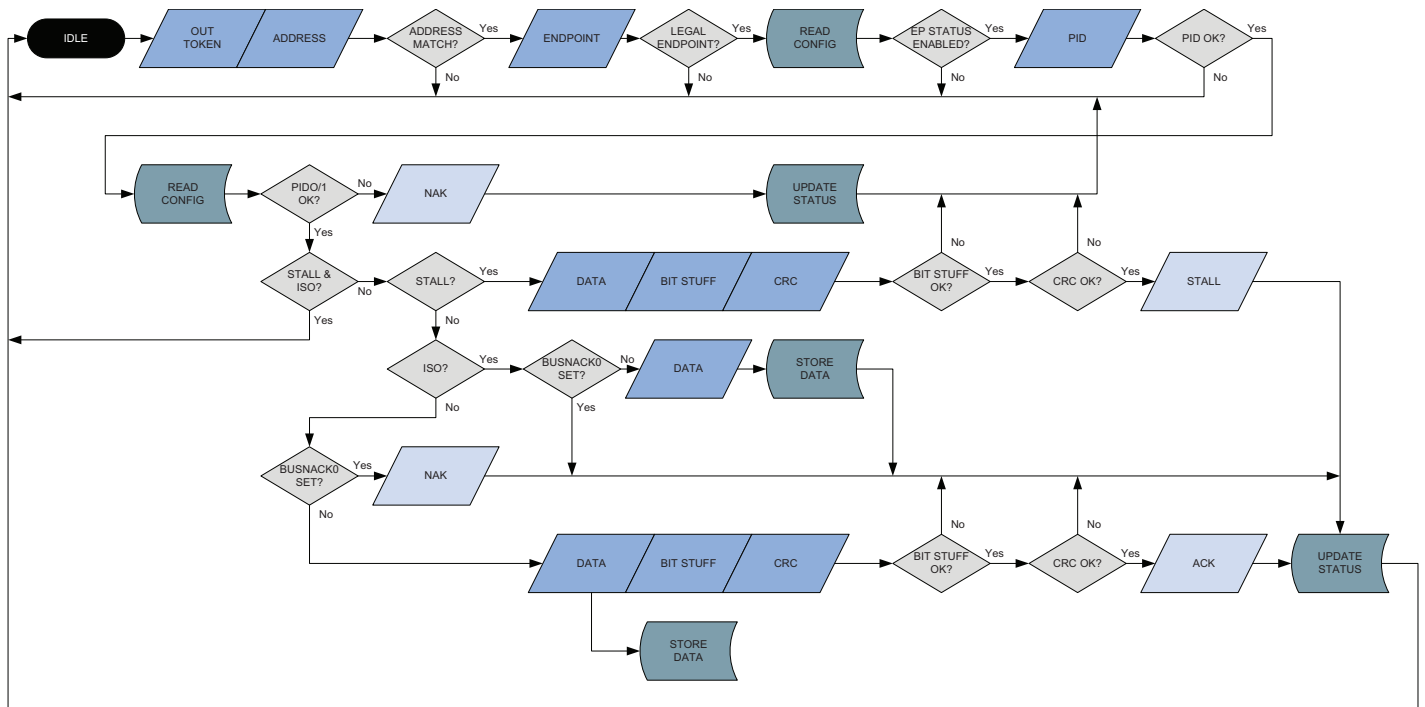 IDLE
OUT
TOKEN
ADDRESS
ADDRESS
MATCH?
Yes
No
ENDPOINT
LEGAL
ENDPOINT?
Yes
No
READ
CONFIG
EP STATUS
ENABLED?
Yes
No
PID
PID OK?
Yes
No
READ
CONFIG
PIDO/1
OK?
No
Yes
NAK
UPDATE
STATUS
STALL &
ISO?
No
Yes
STALL?
Yes
No
DATA
BIT STUFF
CRC
BIT STUFF
OK?
No
Yes
CRC OK?
No
Yes
STALL
ISO?
Yes
No
BUSNACK0
SET?
No
Yes
DATA
STORE
DATA
BUSNACK0
SET?
Yes
No
NAK
DATA
BIT STUFF
CRC
BIT STUFF
OK?
No
Yes
CRC OK?
No
Yes
ACK
UPDATE
STATUS
STORE
DATA